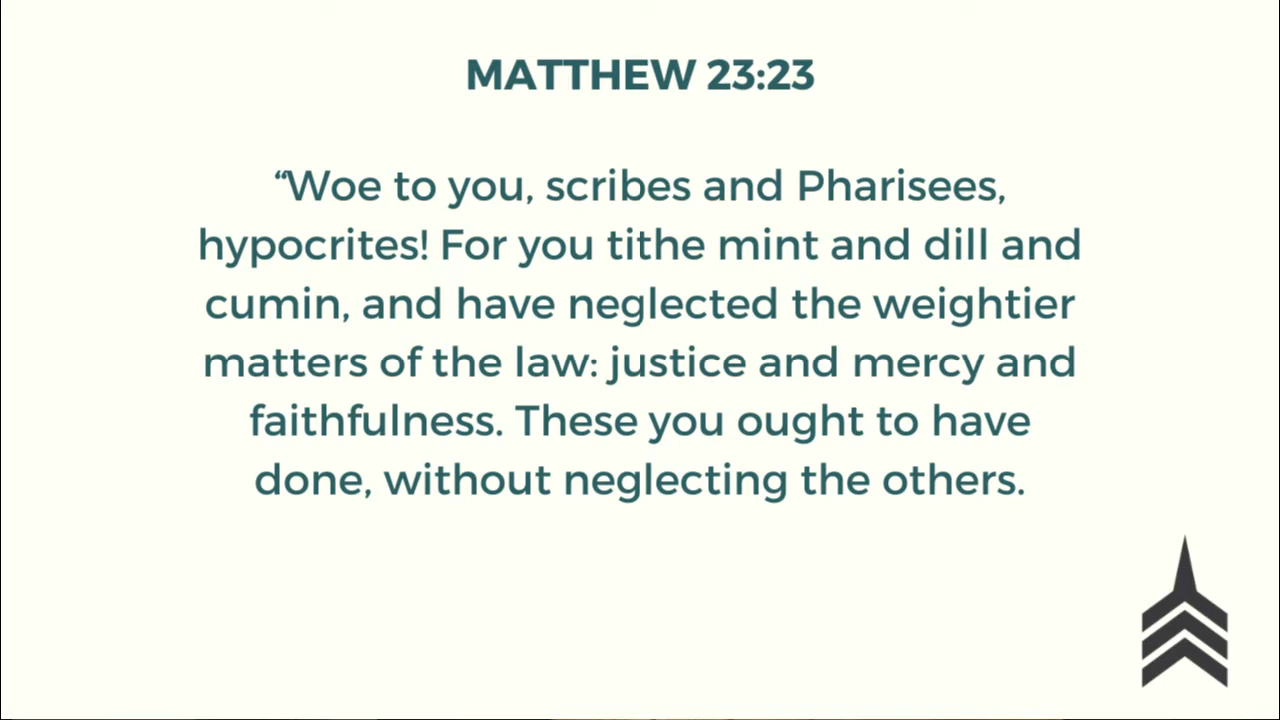 MATTHEW 23:23
“Woe to you, scribes and Pharisees,
hypocrites! For you tithe mint and dill and
cumin, and have neglected the weightier
matters of the law: justice and mercy and
faithfulness. These you ought to have
done, without neglecting the others.